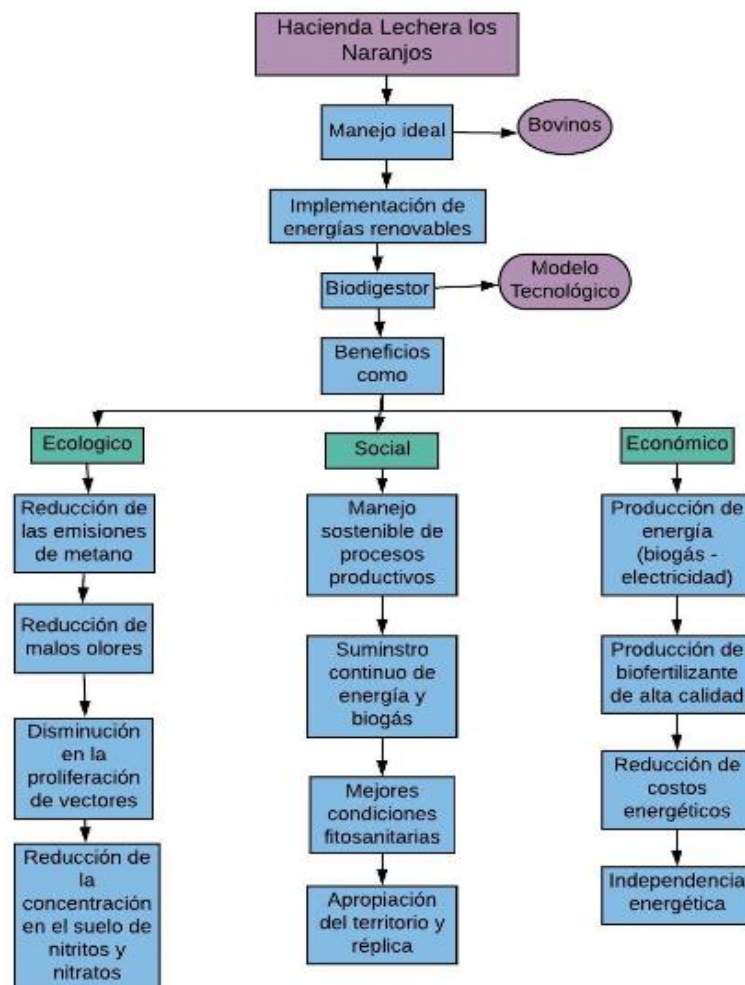 Hacienda Lechera los
Naranjos
Manejo ideal
Bovinos
Implementación de
energías renovables
Biodigestor
Modelo
Tecnológico
Beneficios
como
Ecologico
Reducción de
las emisiones
de metano
Reducción de
malos olores
Disminución
en la
proliferación
de vectores
Reducción de
la
concentración
en el suelo de
nitritos y
nitratos
Social
Manejo
sostenible de
procesos
productivos
Suminstro
continuo de
energía y
biogás
Mejores
condiciones
fitosanitarias
Apropiación
del territorio y
réplica
Económico
Producción de
energía
(biogás -
electricidad)
Producción de
biofertilizante
de alta calidad
Reducción de
costos
energéticos
Independencia
energética